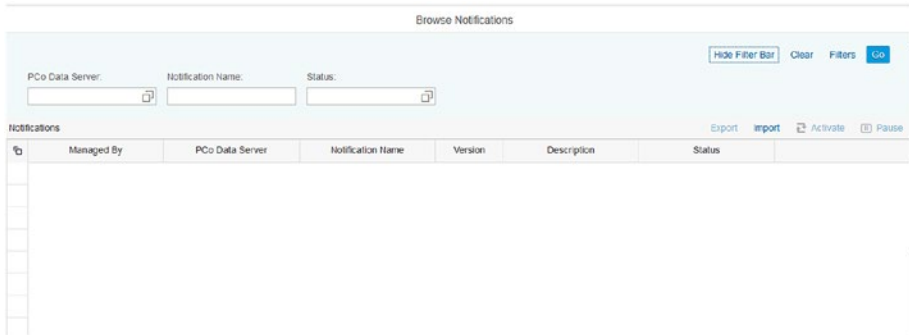 Browse Notifications
Hide Filter Bar Clear Filters Go
PCo Data Server: Notification Name: Status:
Notifications Export Import Activate Pause
Managed By PCo Data Server Notification Name Version Description Status